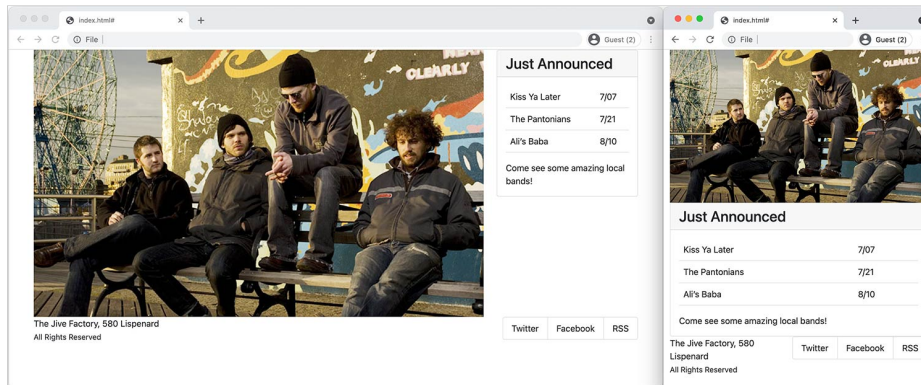 index.html#
File
Guest (2)
CLEARLY
Just Announced
Kiss Ya Later 7/07
The Pantonians 7/21
Ali's Baba 8/10
Come see some amazing local
bands!
The Jive Factory, 580 Lispenard
All Rights Reserved
Twitter Facebook RSS
index.html#
File
Guest (2)
CLEARLY
Just Announced
Kiss Ya Later 7/07
The Pantonians 7/21
Ali's Baba 8/10
Come see some amazing local bands!
The Jive Factory, 580
Lispenard
All Rights Reserved
Twitter Facebook RSS